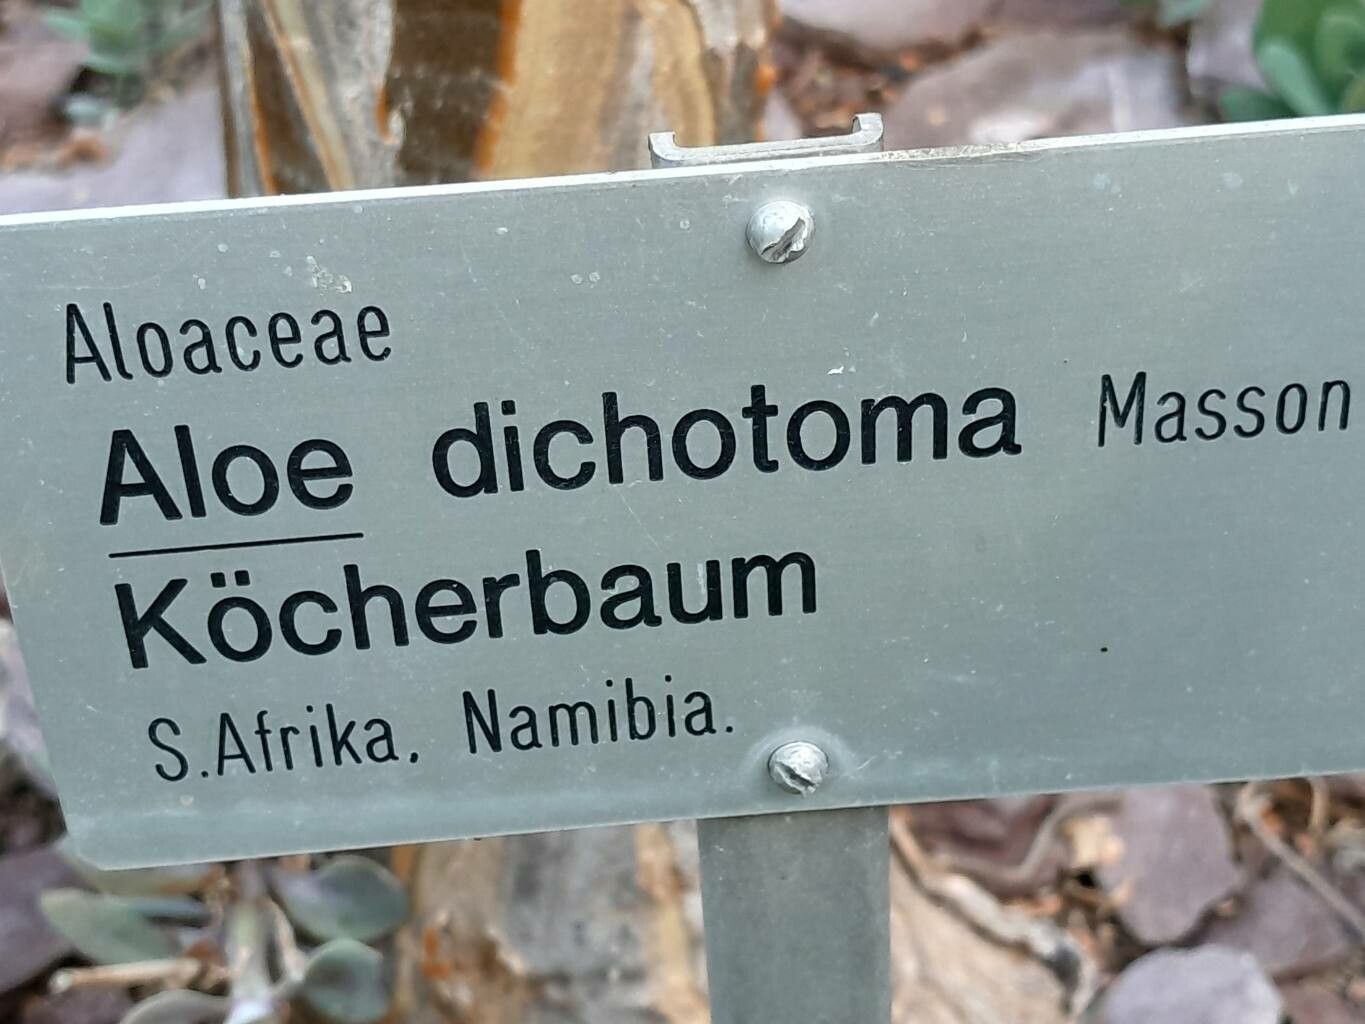 Aloaceae
Aloe dichotoma Masson
Köcherbaum
S.Afrika, Namibia.